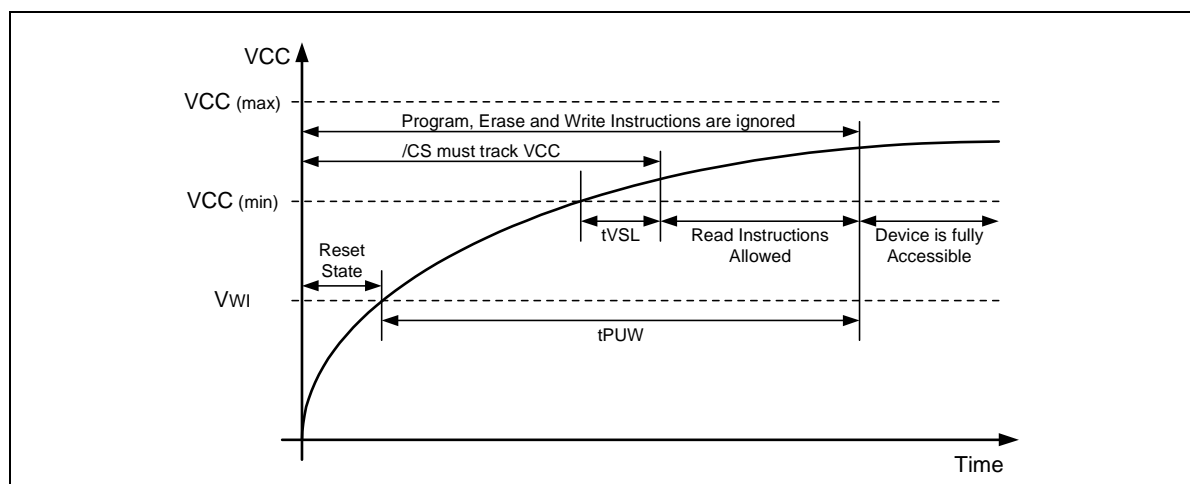 VCC
VCC (max)
Program, Erase and Write Instructions are ignored
/CS must track VCC
VCC (min)
tVSL
Read Instructions
Allowed
Device is fully
Accessible
Reset
State
VWI
tPUW
Time